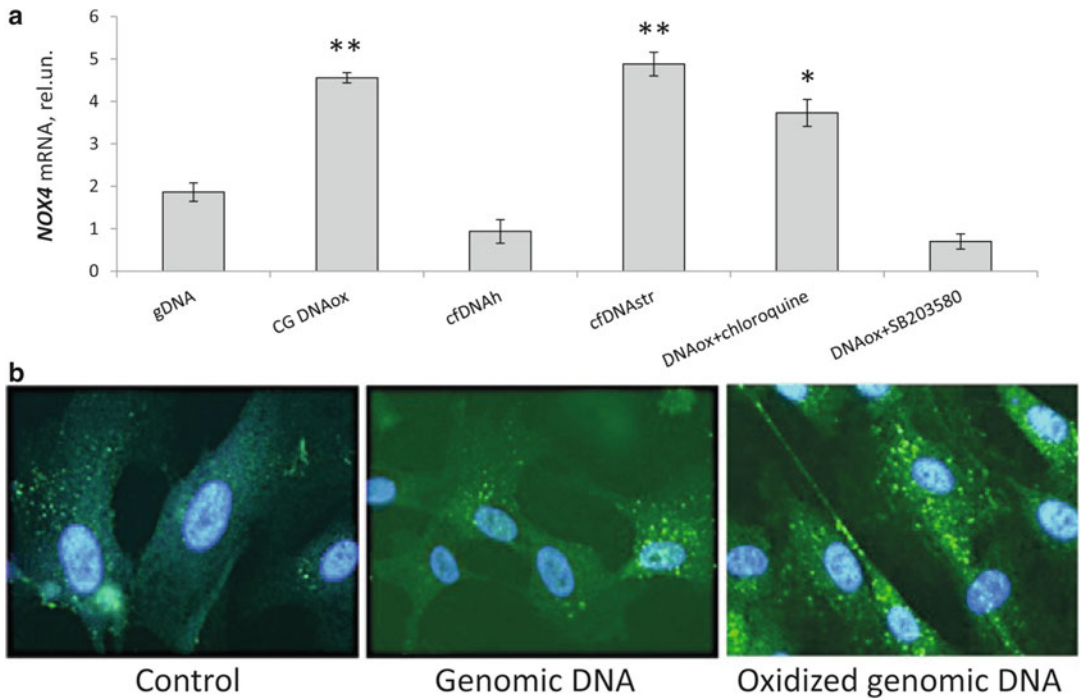 a
6
5
4
3
2
1
0
NOX4 mRNA, rel.un.
**
**
*
gDNA
CG DNAox
cfDNAh
cfDNAstr
DNAox+chloroquine
DNAox+SB203580
b
Control
Genomic DNA
Oxidized genomic DNA